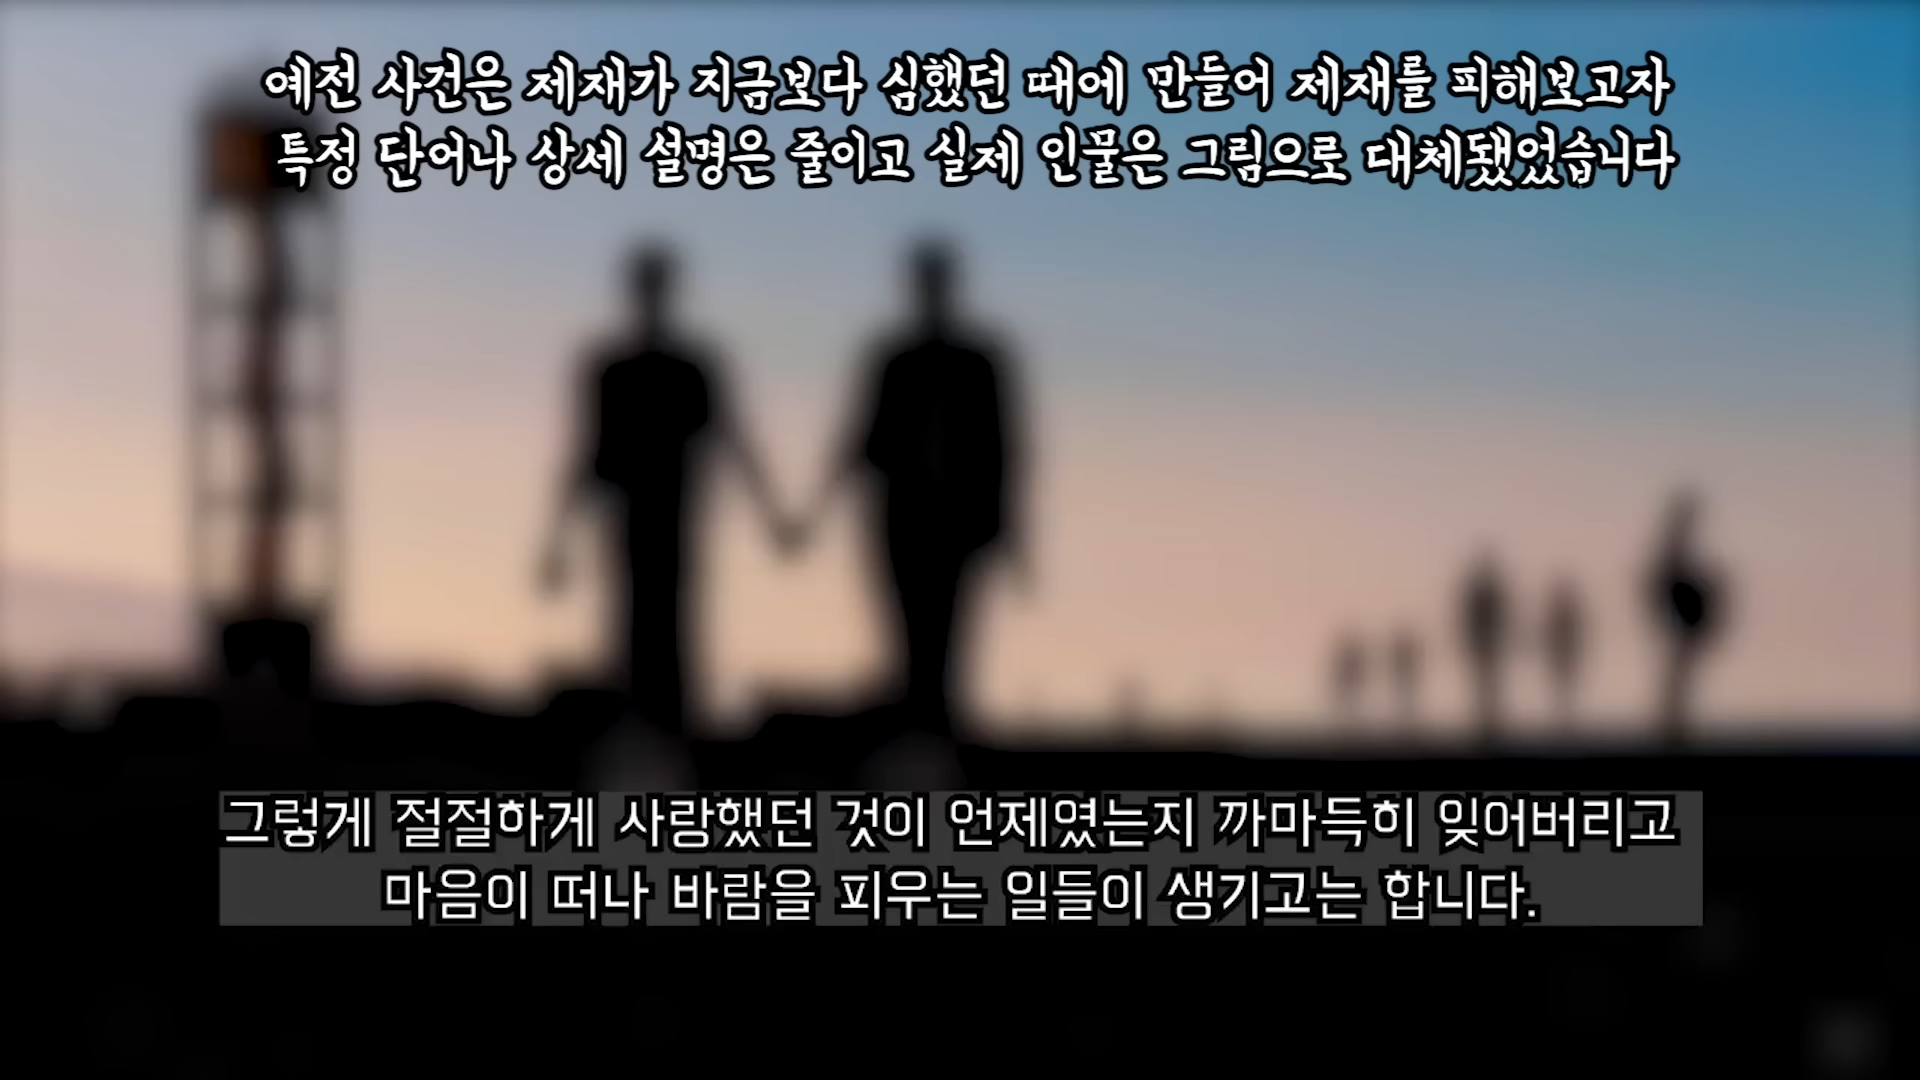 예전 사건은 제재가 지금보다 심했던 때에 만들어 제재를 피해보고자
특정 단어나 상세 설명은 줄이고 실제 인물은 그림으로 대체됐었습니다
그렇게 절절하게 사랑했던 것이 언제였는지 까마득히 잊어버리고
마음이 떠나 바람을 피우는 일들이 생기고는 합니다.